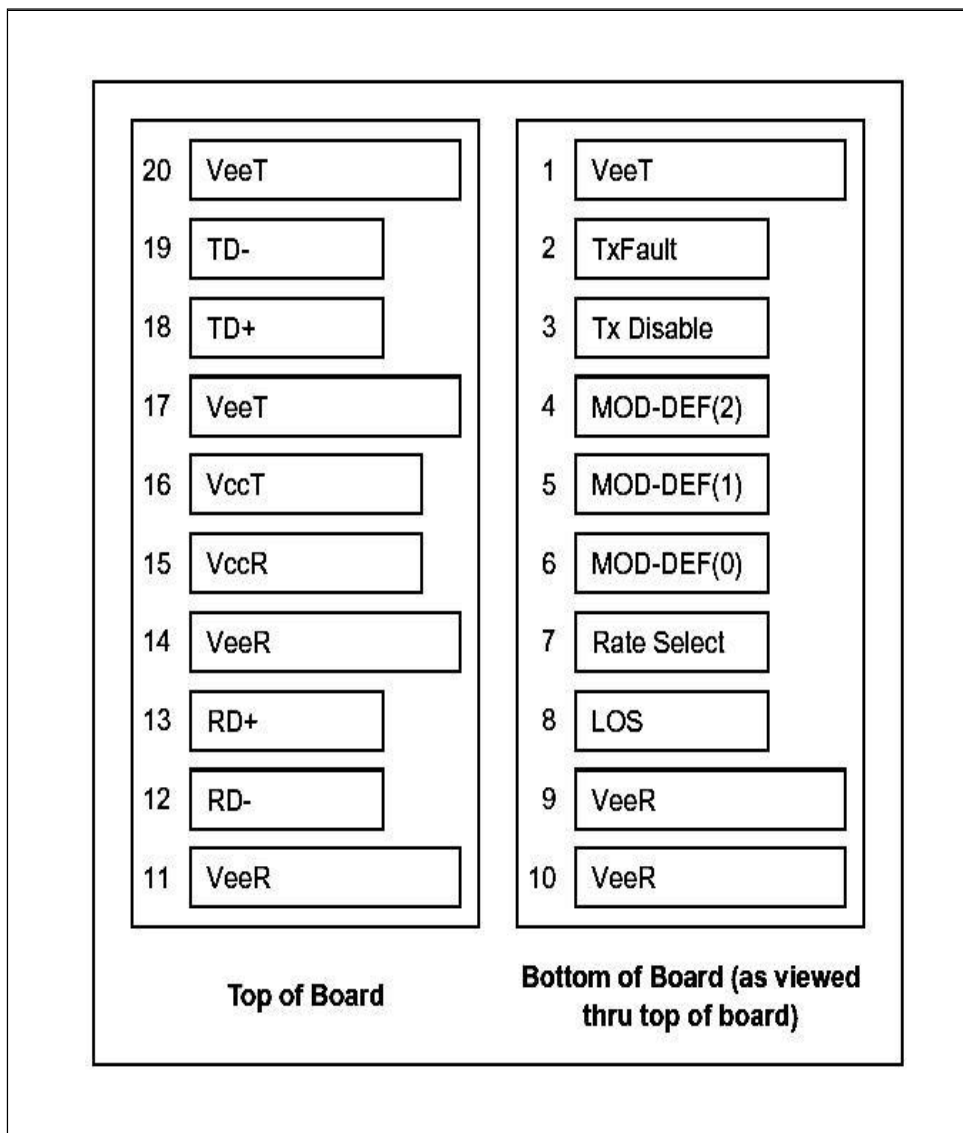 20 VeeT
19 TD-
18 TD+
17 VeeT
16 VccT
15 VccR
14 VeeR
13 RD+
12 RD-
11 VeeR
Top of Board
1 VeeT
2 TxFault
3 Tx Disable
4 MOD-DEF(2)
5 MOD-DEF(1)
6 MOD-DEF(0)
7 Rate Select
8 LOS
9 VeeR
10 VeeR
Bottom of Board (as viewed
thru top of board)